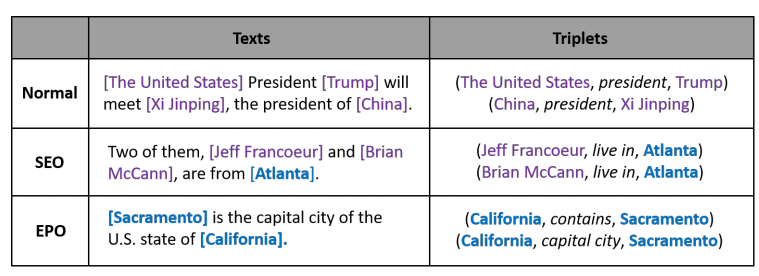 Texts Triplets
Normal [The United States] President [Trump] will (The United States, president, Trump)
meet [Xi Jinping], the president of [China]. (China, president, Xi Jinping)
SEO Two of them, [Jeff Francoeur] and [Brian (Jeff Francoeur, live in, Atlanta)
McCann], are from [Atlanta]. (Brian McCann, live in, Atlanta)
EPO [Sacramento] is the capital city of the (California, contains, Sacramento)
U.S. state of [California]. (California, capital city, Sacramento)